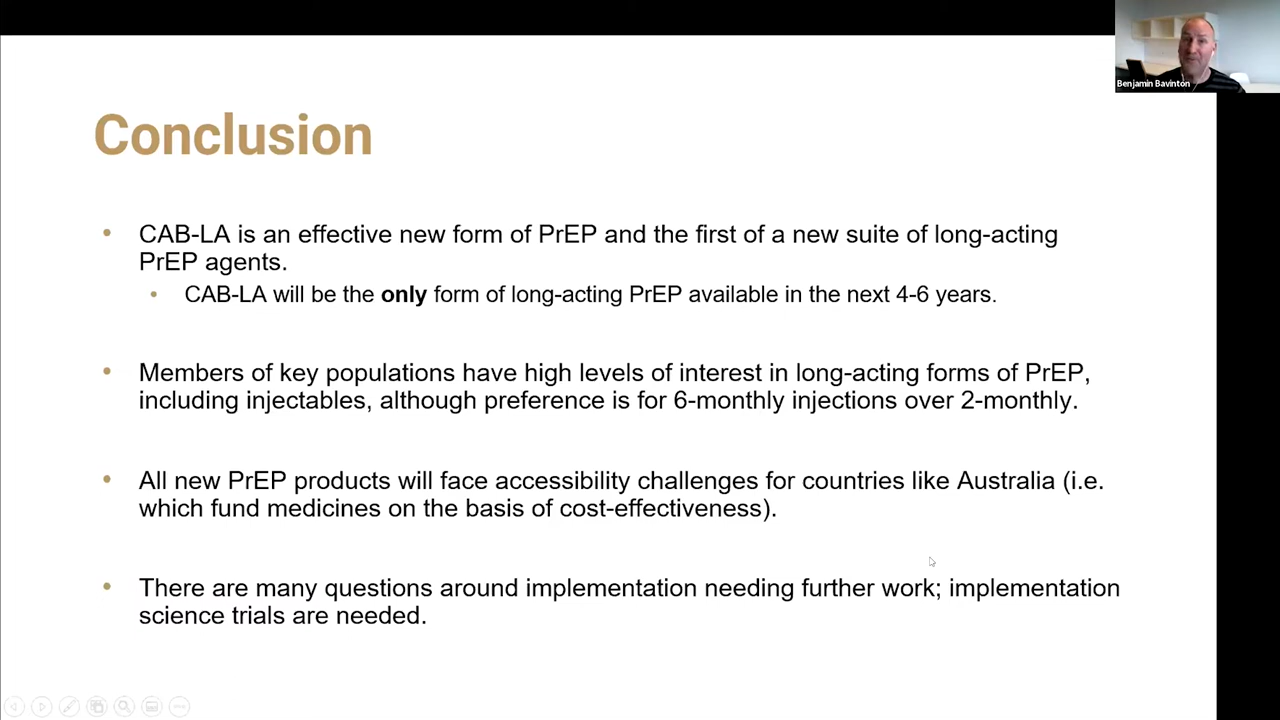 Benjamin Bavinton
Conclusion
• CAB-LA is an effective new form of PrEP and the first of a new suite of long-acting
PrEP agents.
• CAB-LA will be the only form of long-acting PrEP available in the next 4-6 years.
• Members of key populations have high levels of interest in long-acting forms of PrEP,
including injectables, although preference is for 6-monthly injections over 2-monthly.
• All new PrEP products will face accessibility challenges for countries like Australia (i.e.
which fund medicines on the basis of cost-effectiveness).
• There are many questions around implementation needing further work; implementation
science trials are needed.